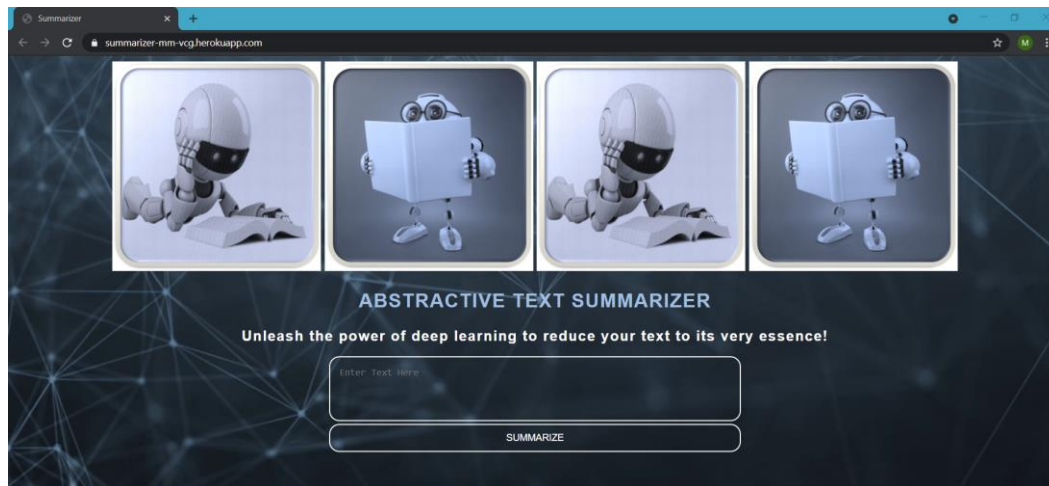 Summarizer
summarizer-mm-vcg.herokuapp.com
M
ABSTRACTIVE TEXT SUMMARIZER
Unleash the power of deep learning to reduce your text to its very essence!
Enter Text Here
SUMMARIZE